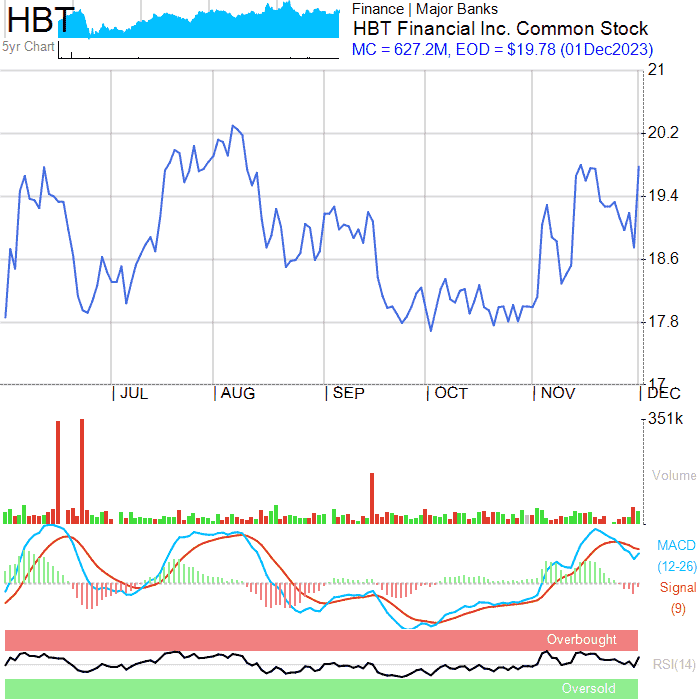 HBT
5yr Chart
Finance | Major Banks
HBT Financial Inc. Common Stock
MC = 627.2M, EOD = $19.78 (01Dec2023)
21
20.2
19.4
18.6
17.8
17
JUL AUG SEP OCT NOV DEC
351k
Volume
MACD
(12-26)
Signal
(9)
Overbought
RSI(14)
Oversold